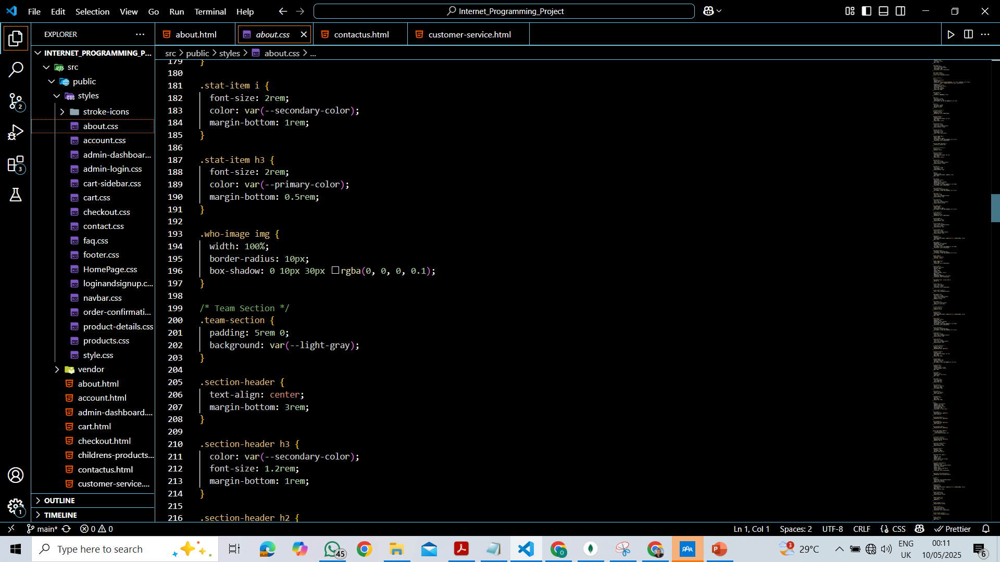 File Edit Selection View Go Run Terminal Help
Internet_Programming_Project
EXPLORER
about.html
about.css
contactus.html
customer-service.html
INTERNET_PROGRAMMING_P...
src > public > styles > about.css > ...
src
public
styles
stroke-icons
about.css
account.css
admin-dashboar...
admin-login.css
cart-sidebar.css
cart.css
checkout.css
contact.css
faq.css
footer.css
HomePage.css
loginandsignup.c...
navbar.css
order-confirmati...
product-details.css
products.css
style.css
vendor
about.html
account.html
admin-dashboard....
cart.html
checkout.html
childrens-products...
contactus.html
customer-service....
OUTLINE
TIMELINE
2
3
1
179 }
180
181 .stat-item i {
182 font-size: 2rem;
183 color: var(--secondary-color);
184 margin-bottom: 1rem;
185 }
186
187 .stat-item h3 {
188 font-size: 2rem;
189 color: var(--primary-color);
190 margin-bottom: 0.5rem;
191 }
192
193 .who-image img {
194 width: 100%;
195 border-radius: 10px;
196 box-shadow: 0 10px 30px rgba(0, 0, 0, 0.1);
197 }
198
199 /* Team Section */
200 .team-section {
201 padding: 5rem 0;
202 background: var(--light-gray);
203 }
204
205 .section-header {
206 text-align: center;
207 margin-bottom: 3rem;
208 }
209
210 .section-header h3 {
211 color: var(--secondary-color);
212 font-size: 1.2rem;
213 margin-bottom: 1rem;
214 }
215
216 .section-header h2 {
main* 0 0
Ln 1, Col 1 Spaces: 2 UTF-8 CRLF {} CSS Prettier
Type here to search
45
3
29°C
ENG
UK
00:11
10/05/2025
6